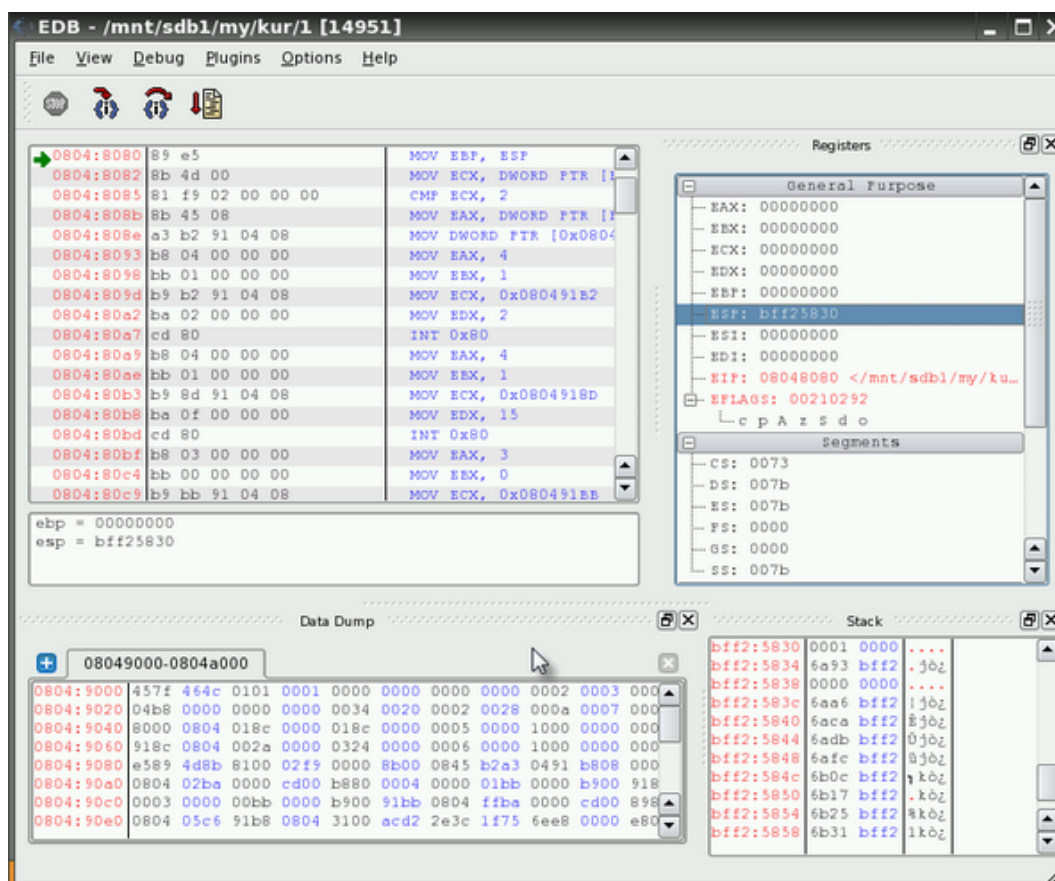 EDB - /mnt/sdb1/my/kur/1 [14951]
File View Debug Plugins Options Help
STOP
Registers
0804:8080 89 e5 MOV EBP, ESP
0804:8082 8b 4d 00 MOV ECX, DWORD PTR
0804:8085 81 f9 02 00 00 00 CMP ECX, 2
0804:808b 8b 45 08 MOV EAX, DWORD PTR
0804:808e a3 b2 91 04 08 MOV DWORD PTR [0x0804
0804:8093 b8 04 00 00 00 MOV EAX, 4
0804:8098 bb 01 00 00 00 MOV EBX, 1
0804:809d b9 b2 91 04 08 MOV ECX, 0x080491B2
0804:80a2 ba 02 00 00 00 MOV EDX, 2
0804:80a7 cd 80 INT 0x80
0804:80a9 b8 04 00 00 00 MOV EAX, 4
0804:80ae bb 01 00 00 00 MOV EBX, 1
0804:80b3 b9 8d 91 04 08 MOV ECX, 0x0804918D
0804:80b8 ba 0f 00 00 00 MOV EDX, 15
0804:80bd cd 80 INT 0x80
0804:80bf b8 03 00 00 00 MOV EAX, 3
0804:80c4 bb 00 00 00 00 MOV EBX, 0
0804:80c9 b9 bb 91 04 08 MOV ECX, 0x080491BB
General Purpose
EAX: 00000000
EBX: 00000000
ECX: 00000000
EDX: 00000000
EBP: 00000000
ESP: bff25830
ESI: 00000000
EDI: 00000000
EIP: 08048080 </mnt/sdb1/my/ku...
EFLAGS: 00210292
c p A z S d o
Segments
CS: 0073
DS: 007b
ES: 007b
FS: 0000
GS: 0000
SS: 007b
ebp = 00000000
esp = bff25830
Data Dump
08049000-0804a000
0804:9000 457f 464c 0101 0001 0000 0000 0000 0000 0002 0003 000
0804:9020 04b8 0000 0000 0000 0034 0020 0002 0028 000a 0007 000
0804:9040 8000 0804 018c 0000 018c 0000 0005 0000 1000 0000 000
0804:9060 918c 0804 002a 0000 0324 0000 0006 0000 1000 0000 000
0804:9080 e589 4d8b 8100 02f9 0000 8b00 0845 b2a3 0491 b808 000
0804:90a0 0804 02ba 0000 cd00 b880 0004 0000 01bb 0000 b900 918
0804:90c0 0003 0000 00bb 0000 b900 91bb 0804 ffba 0000 cd00 898
0804:90e0 0804 05c6 91b8 0804 3100 acd2 2e3c 1f75 6ee8 0000 e80
Stack
bff2:5830 0001 0000 ....
bff2:5834 6a93 bff2 .jò¿
bff2:5838 0000 0000 ....
bff2:583c 6aa6 bff2 ¦jò¿
bff2:5840 6aca bff2 Êjò¿
bff2:5844 6adb bff2 Ûjò¿
bff2:5848 6afc bff2 üjò¿
bff2:584c 6b0c bff2 kò¿
bff2:5850 6b17 bff2 .kò¿
bff2:5854 6b25 bff2 %kò¿
bff2:5858 6b31 bff2 1kò¿